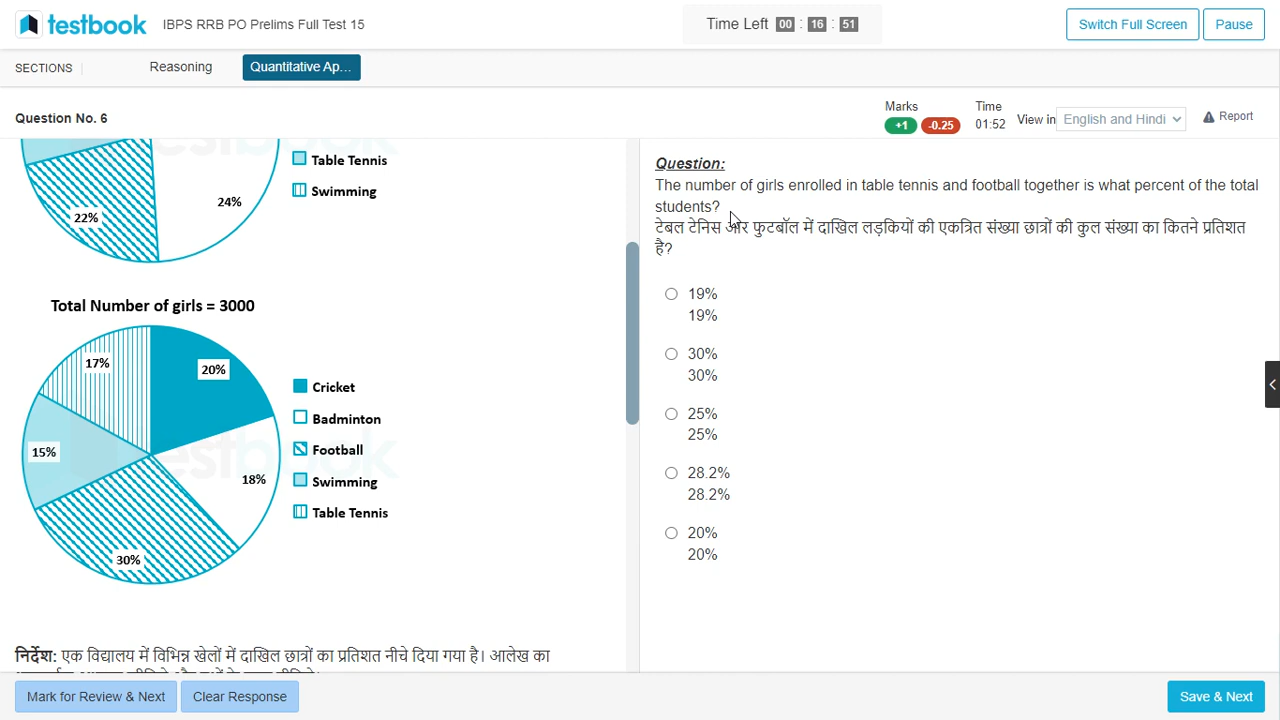 testbook
IBPS RRB PO Prelims Full Test 15
Time Left 00 : 16 : 51
Switch Full Screen
Pause
SECTIONS
Reasoning
Quantitative Ap...
Question No. 6
Marks
+1
-0.25
Time
01:52
View in
English and Hindi
Report
Table Tennis
Swimming
24%
22%
Total Number of girls = 3000
17%
20%
15%
18%
30%
Cricket
Badminton
Football
Swimming
Table Tennis
निर्देश: एक विद्यालय में विभिन्न खेलों में दाखिल छात्रों का प्रतिशत नीचे दिया गया है। आलेख का
Question:
The number of girls enrolled in table tennis and football together is what percent of the total
students?
टेबल टेनिस और फुटबॉल में दाखिल लड़कियों की एकत्रित संख्या छात्रों की कुल संख्या का कितने प्रतिशत
है?
19%
19%
30%
30%
25%
25%
28.2%
28.2%
20%
20%
Mark for Review & Next
Clear Response
Save & Next